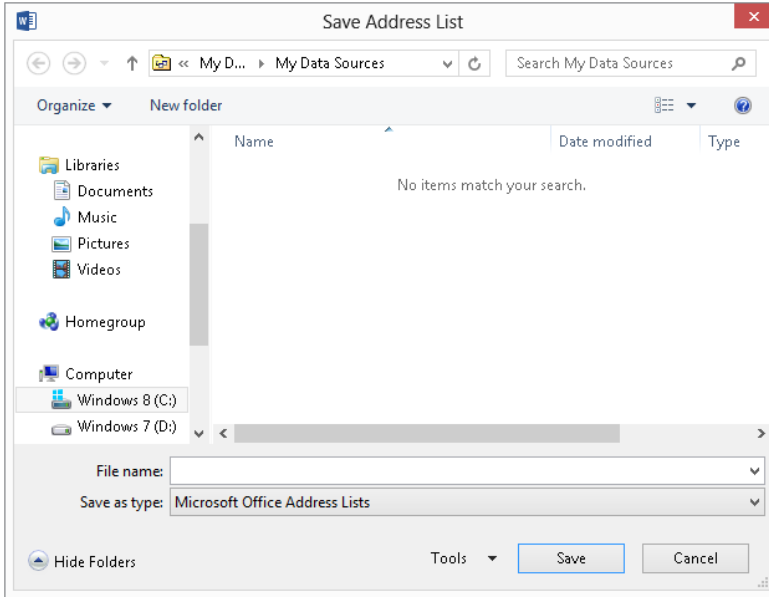 Save Address List
« My D... My Data Sources Search My Data Sources
Organize New folder
Name Date modified Type
No items match your search.
Libraries
Documents
Music
Pictures
Videos
Homegroup
Computer
Windows 8 (C:)
Windows 7 (D:)
File name:
Save as type: Microsoft Office Address Lists
Hide Folders Tools Save Cancel